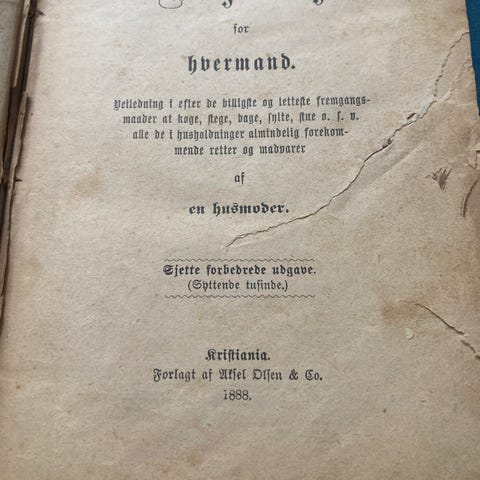 for
hvermand.
Veiledning i efter de billigste og letteste fremgangs-
maader at koge, stege, bage, sylte, stue o. s. v.
alle de i husholdninger almindelig forekom-
mende retter og madvarer
af
en husmoder.
Sjette forbedrede udgave.
(Syttende tusinde.)
Kristiania.
Forlagt af Aksel Olsen & Co.
1888.